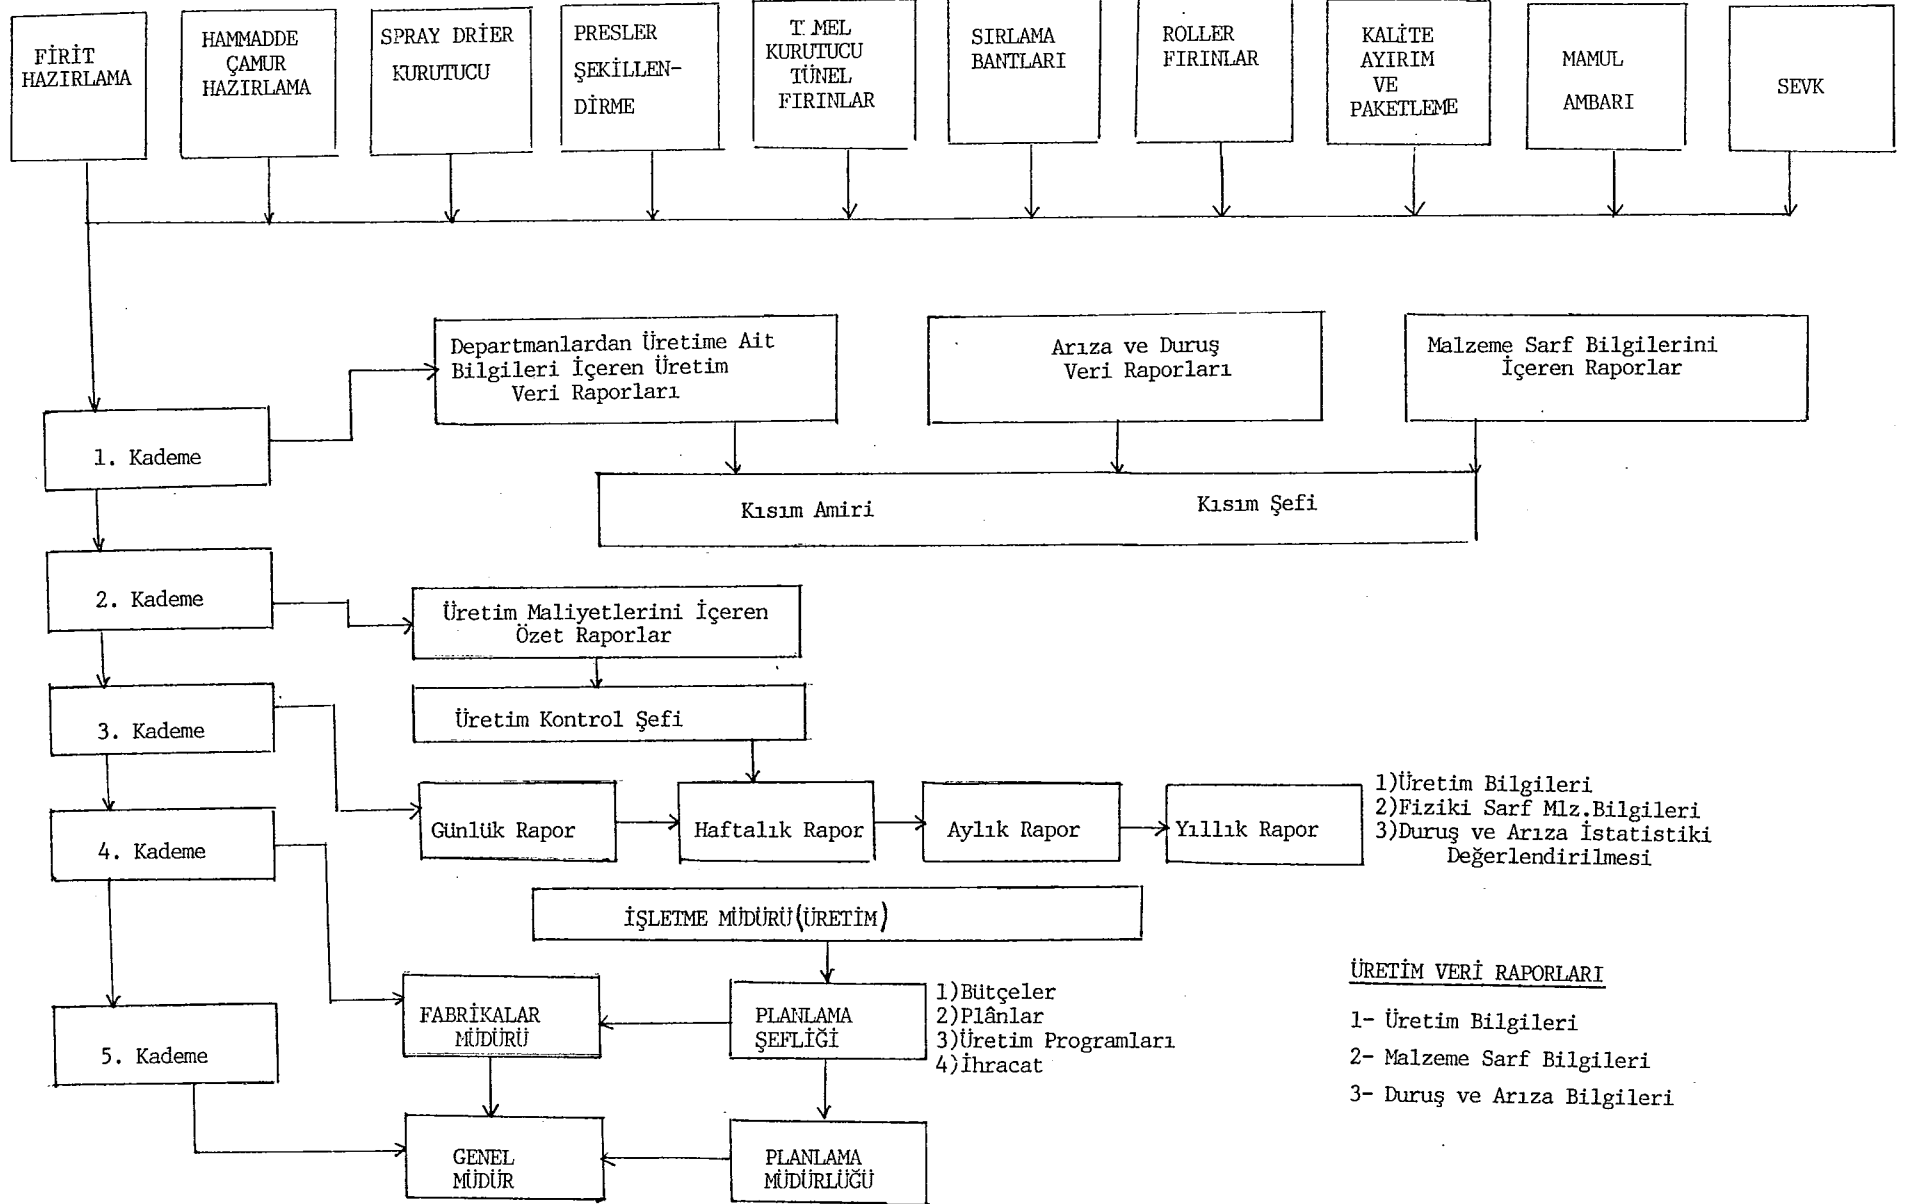 FİRİT
HAZIRLAMA
HAMMADDE
ÇAMUR
HAZIRLAMA
SPRAY DRİER
KURUTUCU
PRESLER
ŞEKİLLEN-
DİRME
KURUTUCU
TÜNEL
FIRINLAR
SIRLAMA
BANTLARI
ROLLER
FIRINLAR
KALİTE
AYIRIM
VE
PAKETLEME
MAMUL
AMBARI
SEVK
Departmanlardan Üretime Ait
Bilgileri İçeren Üretim
Veri Raporları
Arıza ve Duruş
Veri Raporları
Malzeme Sarf Bilgilerini
İçeren Raporlar
1. Kademe
Kısım Amiri
Kısım Şefi
2. Kademe
Üretim Maliyetlerini İçeren
Özet Raporlar
3. Kademe
Üretim Kontrol Şefi
4. Kademe
Günlük Rapor
Haftalık Rapor
Aylık Rapor
Yıllık Rapor
1)Üretim Bilgileri
2)Fiziki Sarf Mlz.Bilgileri
3)Duruş ve Arıza İstatistiki
Değerlendirilmesi
İŞLETME MÜDÜRÜ(ÜRETİM)
5. Kademe
FABRİKALAR
MÜDÜRÜ
PLANLAMA
ŞEFLİĞİ
1)Bütçeler
2)Plânlar
3)Üretim Programları
4)İhracat
GENEL
MÜDÜR
PLANLAMA
MÜDÜRLÜĞÜ
ÜRETİM VERİ RAPORLARI
1- Üretim Bilgileri
2- Malzeme Sarf Bilgileri
3- Duruş ve Arıza Bilgileri